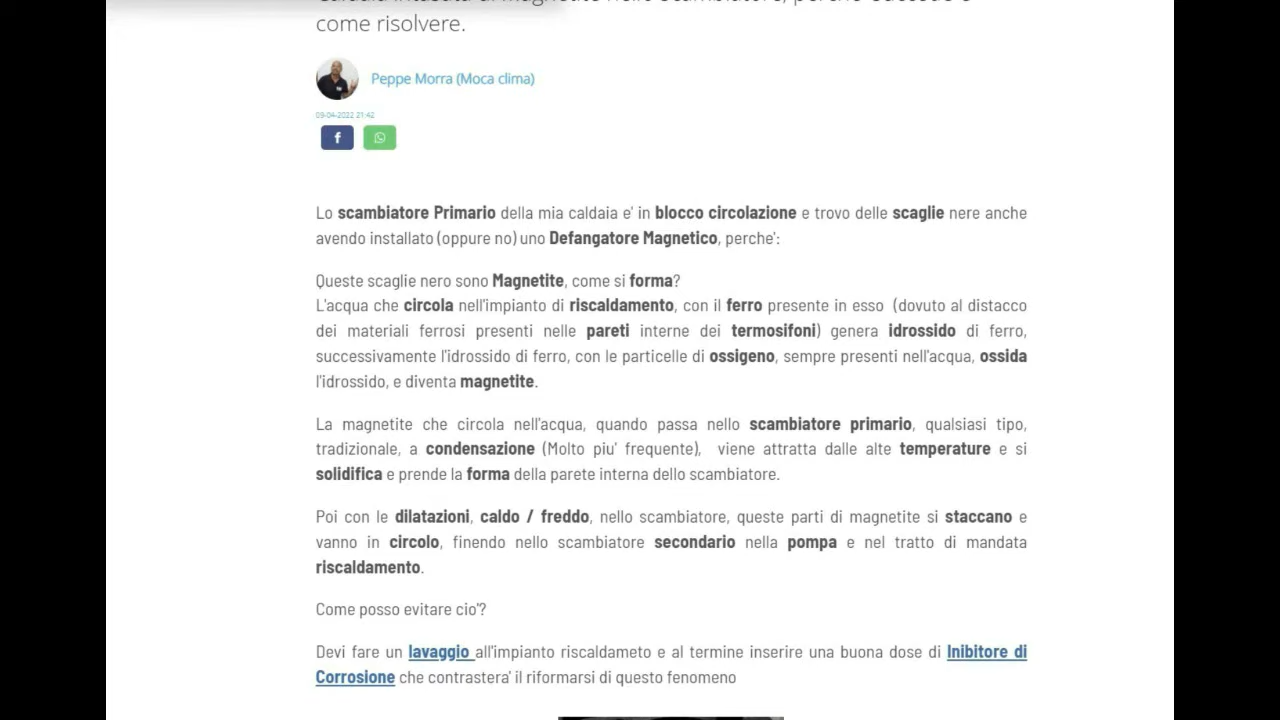 come risolvere.
Peppe Morra (Moca clima)
09-04-2022 21:42
Lo scambiatore Primario della mia caldaia e' in blocco circolazione e trovo delle scaglie nere anche
avendo installato (oppure no) uno Defangatore Magnetico, perche':
Queste scaglie nero sono Magnetite, come si forma?
L'acqua che circola nell'impianto di riscaldamento, con il ferro presente in esso (dovuto al distacco
dei materiali ferrosi presenti nelle pareti interne dei termosifoni) genera idrossido di ferro,
successivamente l'idrossido di ferro, con le particelle di ossigeno, sempre presenti nell'acqua, ossida
l'idrossido, e diventa magnetite.
La magnetite che circola nell'acqua, quando passa nello scambiatore primario, qualsiasi tipo,
tradizionale, a condensazione (Molto piu' frequente), viene attratta dalle alte temperature e si
solidifica e prende la forma della parete interna dello scambiatore.
Poi con le dilatazioni, caldo / freddo, nello scambiatore, queste parti di magnetite si staccano e
vanno in circolo, finendo nello scambiatore secondario nella pompa e nel tratto di mandata
riscaldamento.
Come posso evitare cio'?
Devi fare un lavaggio all'impianto riscaldameto e al termine inserire una buona dose di Inibitore di
Corrosione che contrastera' il riformarsi di questo fenomeno